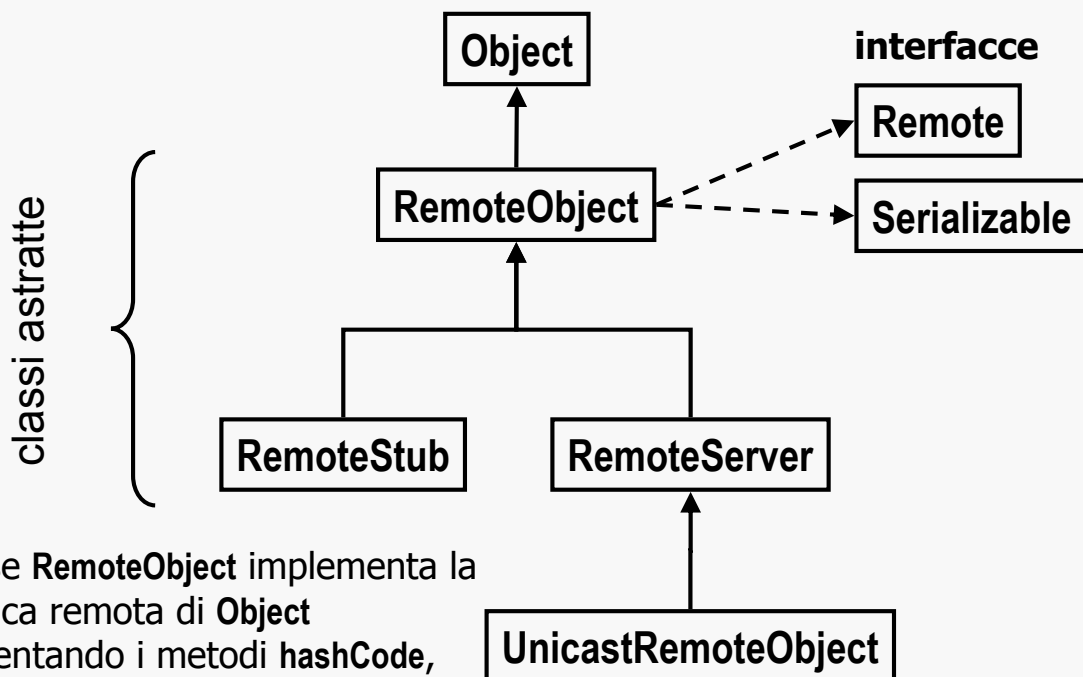 Object
interfacce
Remote
RemoteObject
Serializable
classi astratte
RemoteStub
RemoteServer
RemoteObject implementa la
remota di Object
i metodi hashCode,
UnicastRemoteObject